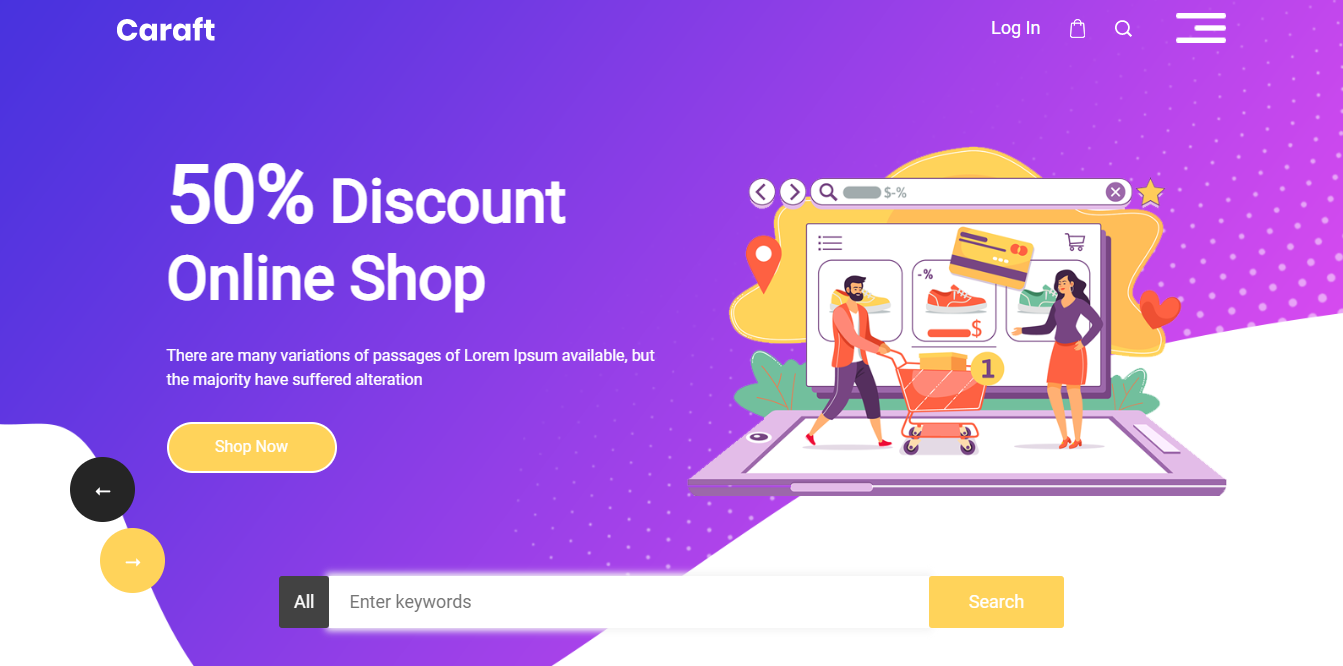 Caraft
Log In
50% Discount
Online Shop
There are many variations of passages of Lorem Ipsum available, but
the majority have suffered alteration
Shop Now
←
→
$-%
-%
$
1
All
Enter keywords
Search